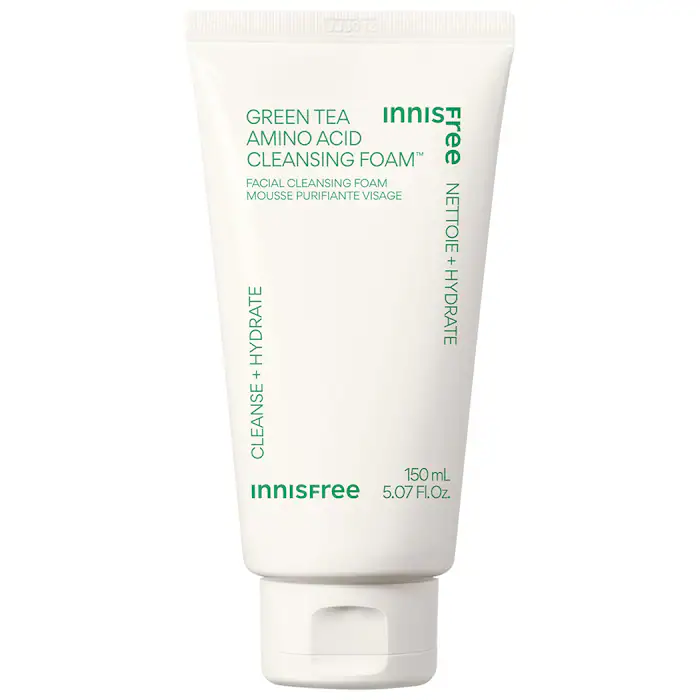 GREEN TEA
AMINO ACID
CLEANSING FOAM™
FACIAL CLEANSING FOAM
MOUSSE PURIFIANTE VISAGE
INNISFree
NETTOIE + HYDRATE
CLEANSE + HYDRATE
INNISFree
150 mL
5.07 Fl.Oz.